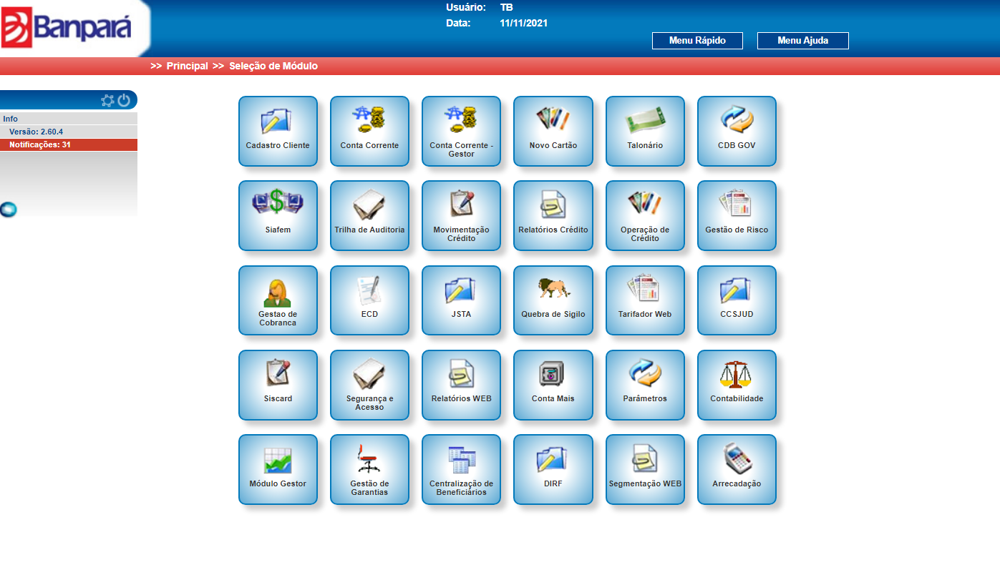 Banpará
Usuário: TB
Data: 11/11/2021
Menu Rápido Menu Ajuda
>> Principal >> Seleção de Módulo
Info
Versão: 2.60.4
Notificações: 31
Cadastro Cliente
Conta Corrente
Conta Corrente -
Gestor
Novo Cartão
Talonário
CDB GOV
Siafem
Trilha de Auditoria
Movimentação
Crédito
Relatórios Crédito
Operação de
Crédito
Gestão de Risco
Gestao de
Cobranca
ECD
JSTA
Quebra de Sigilo
Tarifador Web
CCSJUD
Siscard
Segurança e
Acesso
Relatórios WEB
Conta Mais
Parâmetros
Contabilidade
Módulo Gestor
Gestão de
Garantias
Centralização de
Beneficiários
DIRF
Segmentação WEB
Arrecadação